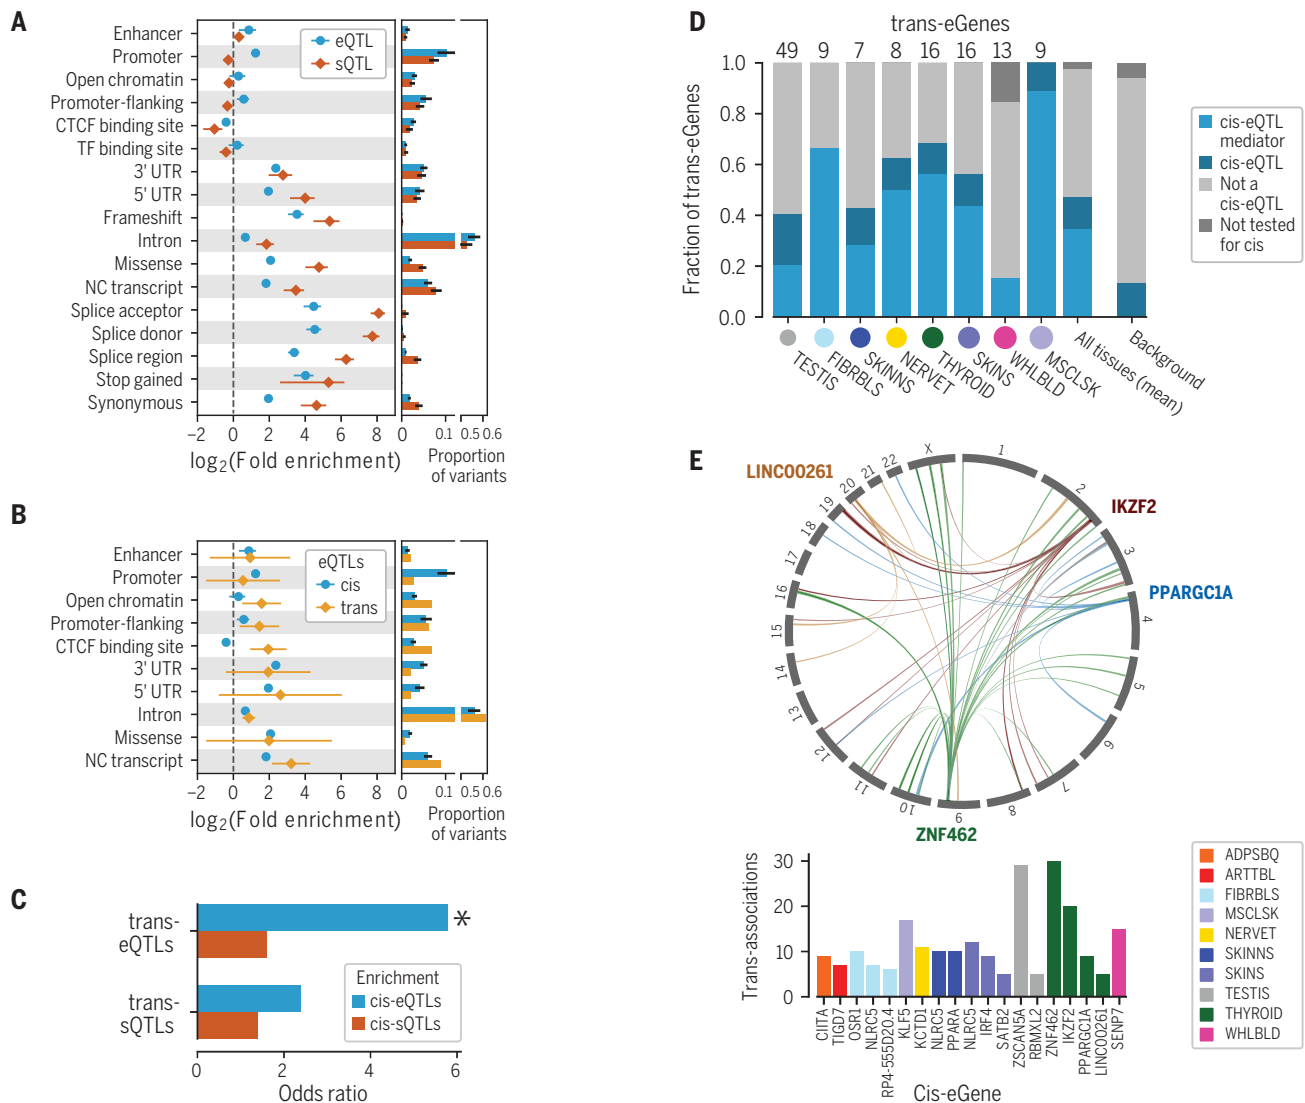 A
Enhancer
Promoter
Open chromatin
Promoter-flanking
CTCF binding site
TF binding site
3' UTR
5' UTR
Frameshift
Intron
Missense
NC transcript
Splice acceptor
Splice donor
Splice region
Stop gained
Synonymous
eQTL
sQTL
−2 0 2 4 6 8
log2(Fold enrichment)
0 0.1 0.5 0.6
Proportion
of variants
B
Enhancer
Promoter
Open chromatin
Promoter-flanking
CTCF binding site
3' UTR
5' UTR
Intron
Missense
NC transcript
eQTLs
cis
trans
−2 0 2 4 6 8
log2(Fold enrichment)
0 0.1 0.5 0.6
Proportion
of variants
C
trans-
eQTLs
trans-
sQTLs
*
Enrichment
cis-eQTLs
cis-sQTLs
0 2 4 6
Odds ratio
D
trans-eGenes
49 9 7 8 16 16 13 9
Fraction of trans-eGenes
1.0
0.8
0.6
0.4
0.2
0.0
TESTIS
FIBRBLS
SKINNS
NERVET
THYROID
SKINS
WHLBLD
MSCLSK
All tissues (mean)
Background
cis-eQTL
mediator
cis-eQTL
Not a
cis-eQTL
Not tested
for cis
E
LINC00261
IKZF2
PPARGC1A
ZNF462
1
2
3
4
5
6
7
8
9
10
11
12
13
14
15
16
17
18
19
20
21
22
X
Trans-associations
30
20
10
0
CIITA
TIGD7
OSR1
NLRC5
RP4-555D20.4
KLF5
KCTD1
NLRC5
PPARA
NLRC5
IRF4
SATB2
ZSCAN5A
RBMXL2
ZNF462
IKZF2
PPARGC1A
LINC00261
SENP7
Cis-eGene
ADPSBQ
ARTTBL
FIBRBLS
MSCLSK
NERVET
SKINNS
SKINS
TESTIS
THYROID
WHLBLD